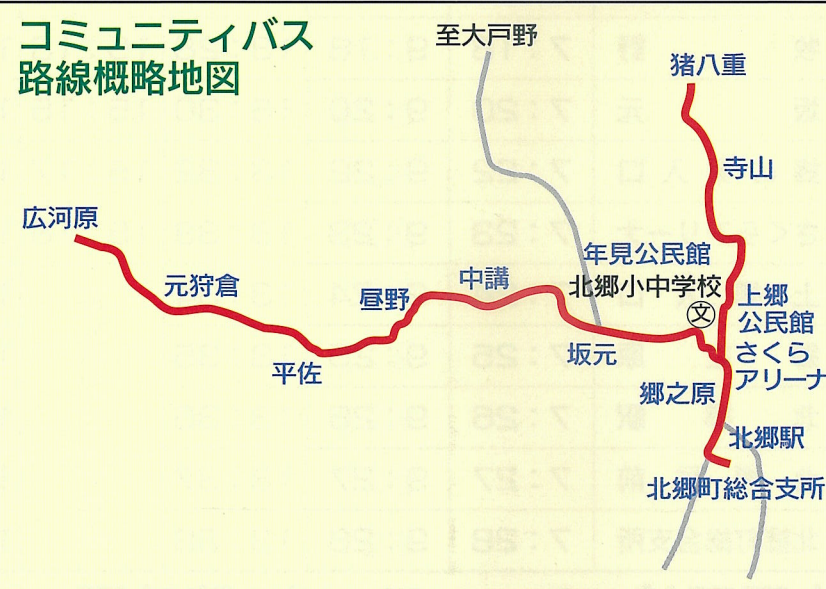 コミュニティバス
路線概略地図
至大戸野
猪八重
寺山
広河原
年見公民館
元狩倉
中講
北郷小中学校
昼野
文
上郷
公民館
坂元
さくら
アリーナ
平佐
郷之原
北郷駅
北郷町総合支所